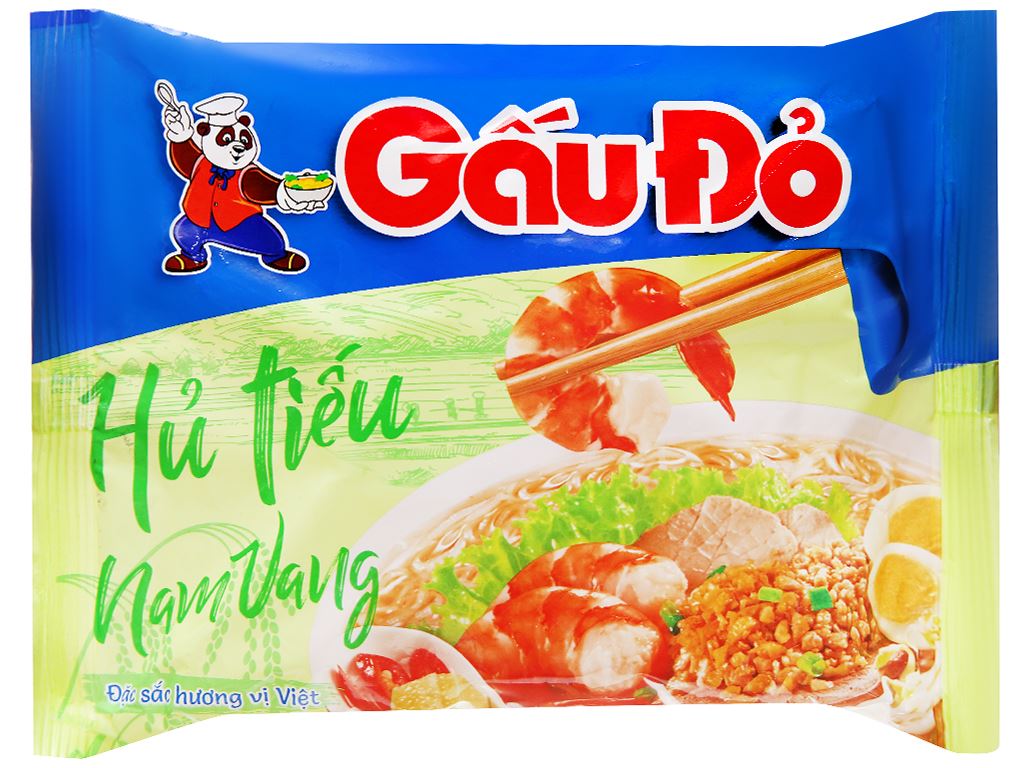 Gấu Đỏ
Hủ tiếu
Nam Vang
Đặc sắc hương vị Việt